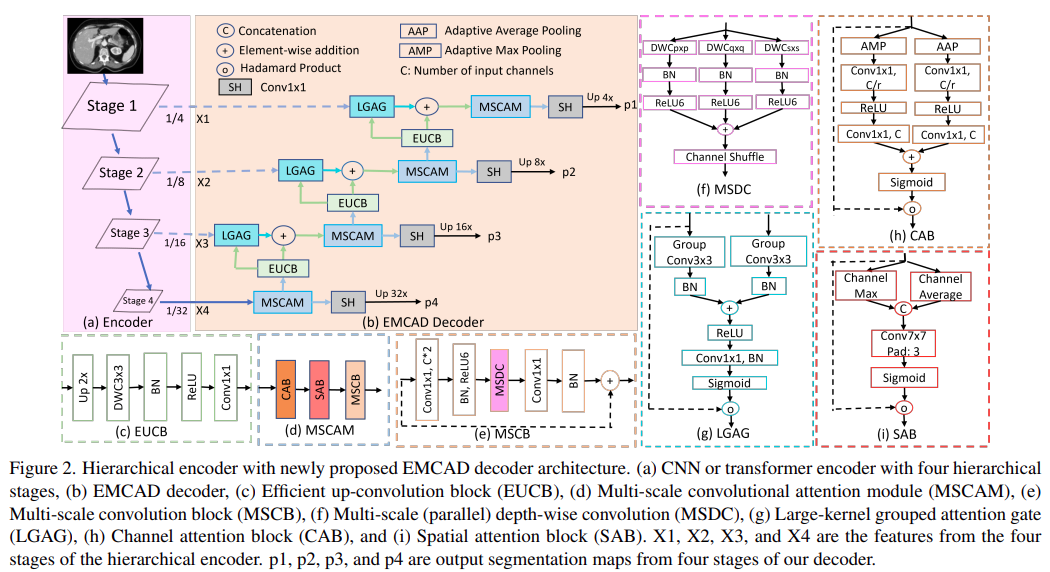 C Concatenation
+ Element-wise addition
o Hadamard Product
SH Conv1x1
AAP Adaptive Average Pooling
AMP Adaptive Max Pooling
C: Number of input channels
Stage 1
1/4 X1
Stage 2
1/8 X2
Stage 3
1/16 X3
Stage 4
1/32 X4
(a) Encoder
LGAG + MSCAM SH Up 4x p1
EUCB
LGAG + MSCAM SH Up 8x p2
EUCB
LGAG + MSCAM SH Up 16x p3
EUCB
MSCAM SH Up 32x p4
(b) EMCAD Decoder
Up 2x
DWC3x3
BN
ReLU
Conv1x1
(c) EUCB
CAB
SAB
MSCB
(d) MSCAM
Conv1x1, C*2
BN, ReLU6
MSDC
Conv1x1
BN
+
(e) MSCB
DWCpxp DWCqxq DWCsxs
BN BN BN
ReLU6 ReLU6 ReLU6
+
Channel Shuffle
(f) MSDC
Group Conv3x3 Group Conv3x3
BN BN
+
ReLU
Conv1x1, BN
Sigmoid
o
(g) LGAG
AMP AAP
Conv1x1, C/r Conv1x1, C/r
ReLU ReLU
Conv1x1, C Conv1x1, C
+
Sigmoid
o
(h) CAB
Channel Max Channel Average
C
Conv7x7
Pad: 3
Sigmoid
o
(i) SAB
Figure 2. Hierarchical encoder with newly proposed EMCAD decoder architecture. (a) CNN or transformer encoder with four hierarchical
stages, (b) EMCAD decoder, (c) Efficient up-convolution block (EUCB), (d) Multi-scale convolutional attention module (MSCAM), (e)
Multi-scale convolution block (MSCB), (f) Multi-scale (parallel) depth-wise convolution (MSDC), (g) Large-kernel grouped attention gate
(LGAG), (h) Channel attention block (CAB), and (i) Spatial attention block (SAB). X1, X2, X3, and X4 are the features from the four
stages of the hierarchical encoder. p1, p2, p3, and p4 are output segmentation maps from four stages of our decoder.